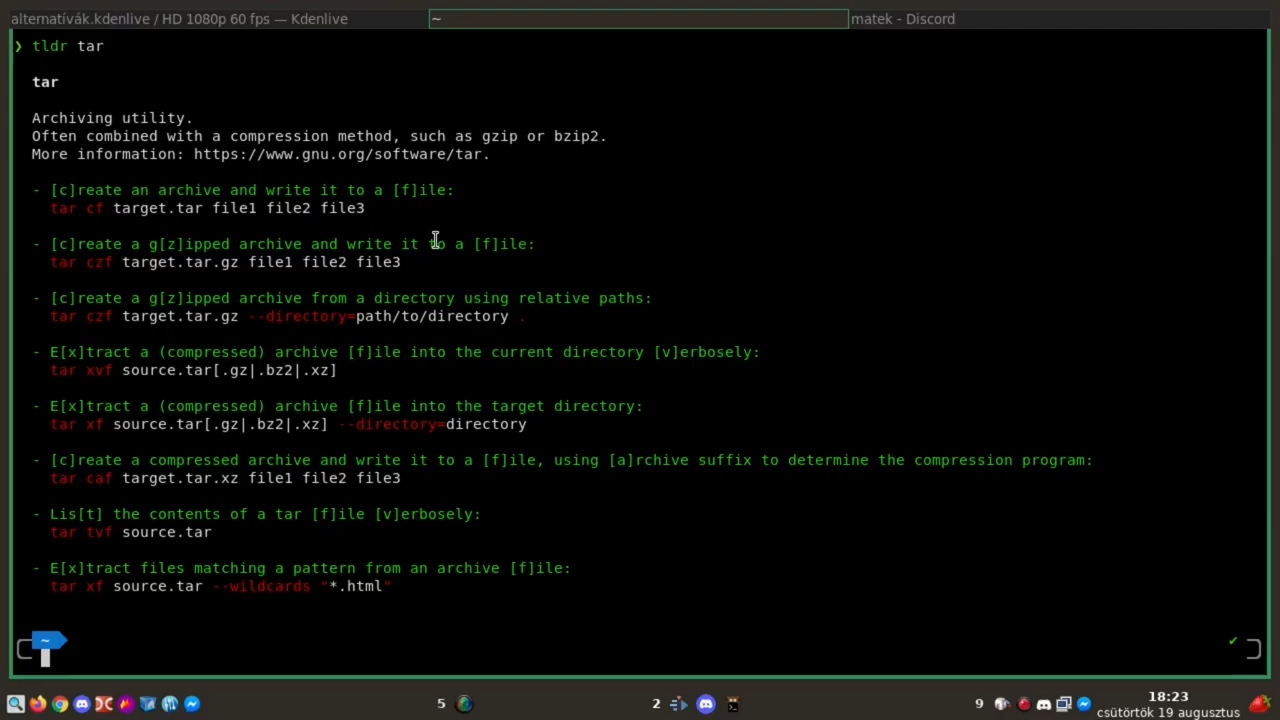 alternatívák.kdenlive / HD 1080p 60 fps — Kdenlive
~
matek - Discord
❯ tldr tar
tar
Archiving utility.
Often combined with a compression method, such as gzip or bzip2.
More information: https://www.gnu.org/software/tar.
- [c]reate an archive and write it to a [f]ile:
tar cf target.tar file1 file2 file3
- [c]reate a g[z]ipped archive and write it to a [f]ile:
tar czf target.tar.gz file1 file2 file3
- [c]reate a g[z]ipped archive from a directory using relative paths:
tar czf target.tar.gz --directory=path/to/directory .
- E[x]tract a (compressed) archive [f]ile into the current directory [v]erbosely:
tar xvf source.tar[.gz|.bz2|.xz]
- E[x]tract a (compressed) archive [f]ile into the target directory:
tar xf source.tar[.gz|.bz2|.xz] --directory=directory
- [c]reate a compressed archive and write it to a [f]ile, using [a]rchive suffix to determine the compression program:
tar caf target.tar.xz file1 file2 file3
- Lis[t] the contents of a tar [f]ile [v]erbosely:
tar tvf source.tar
- E[x]tract files matching a pattern from an archive [f]ile:
tar xf source.tar --wildcards "*.html"
~ ✔
5
2
9
18:23
csütörtök 19 augusztus